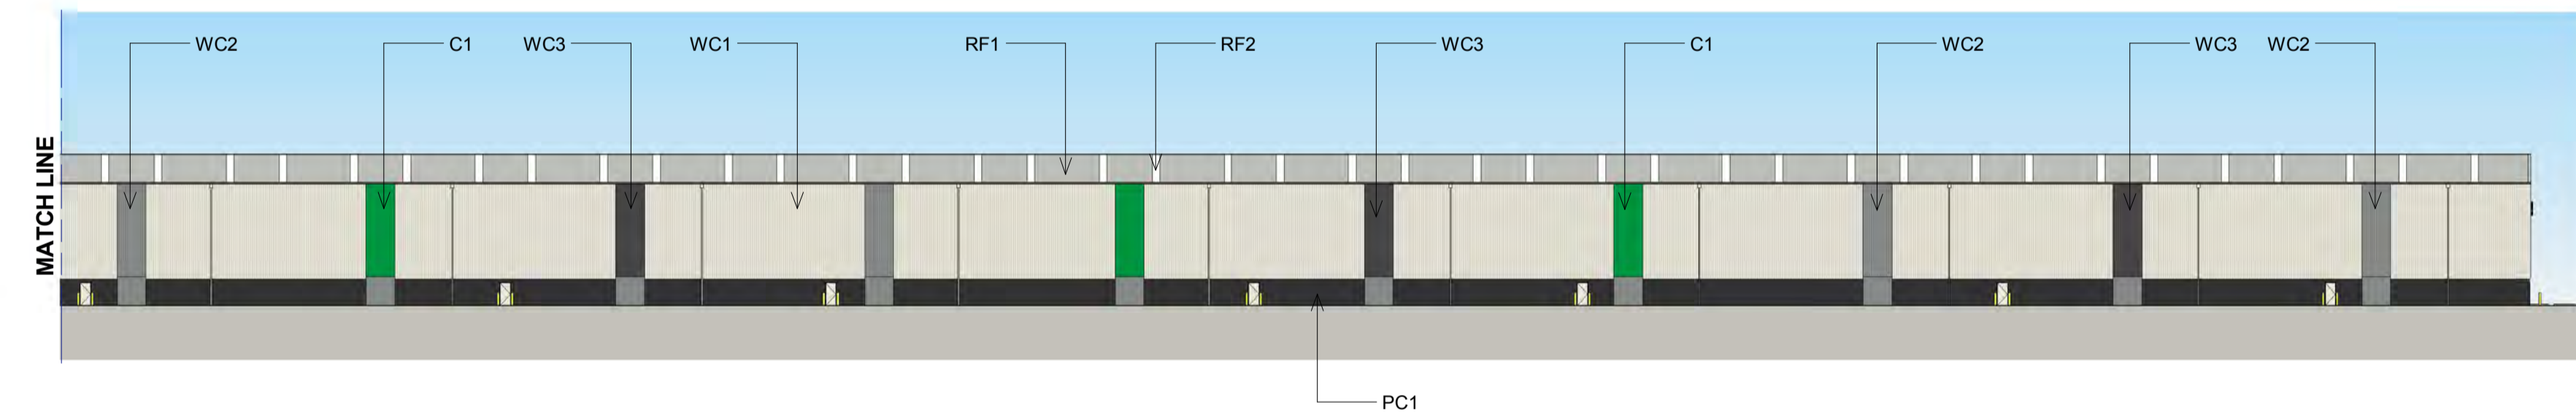 WC2
C1
WC3
WC1
RF1
RF2
WC3
C1
WC2
WC3
WC2
MATCH LINE
PC1